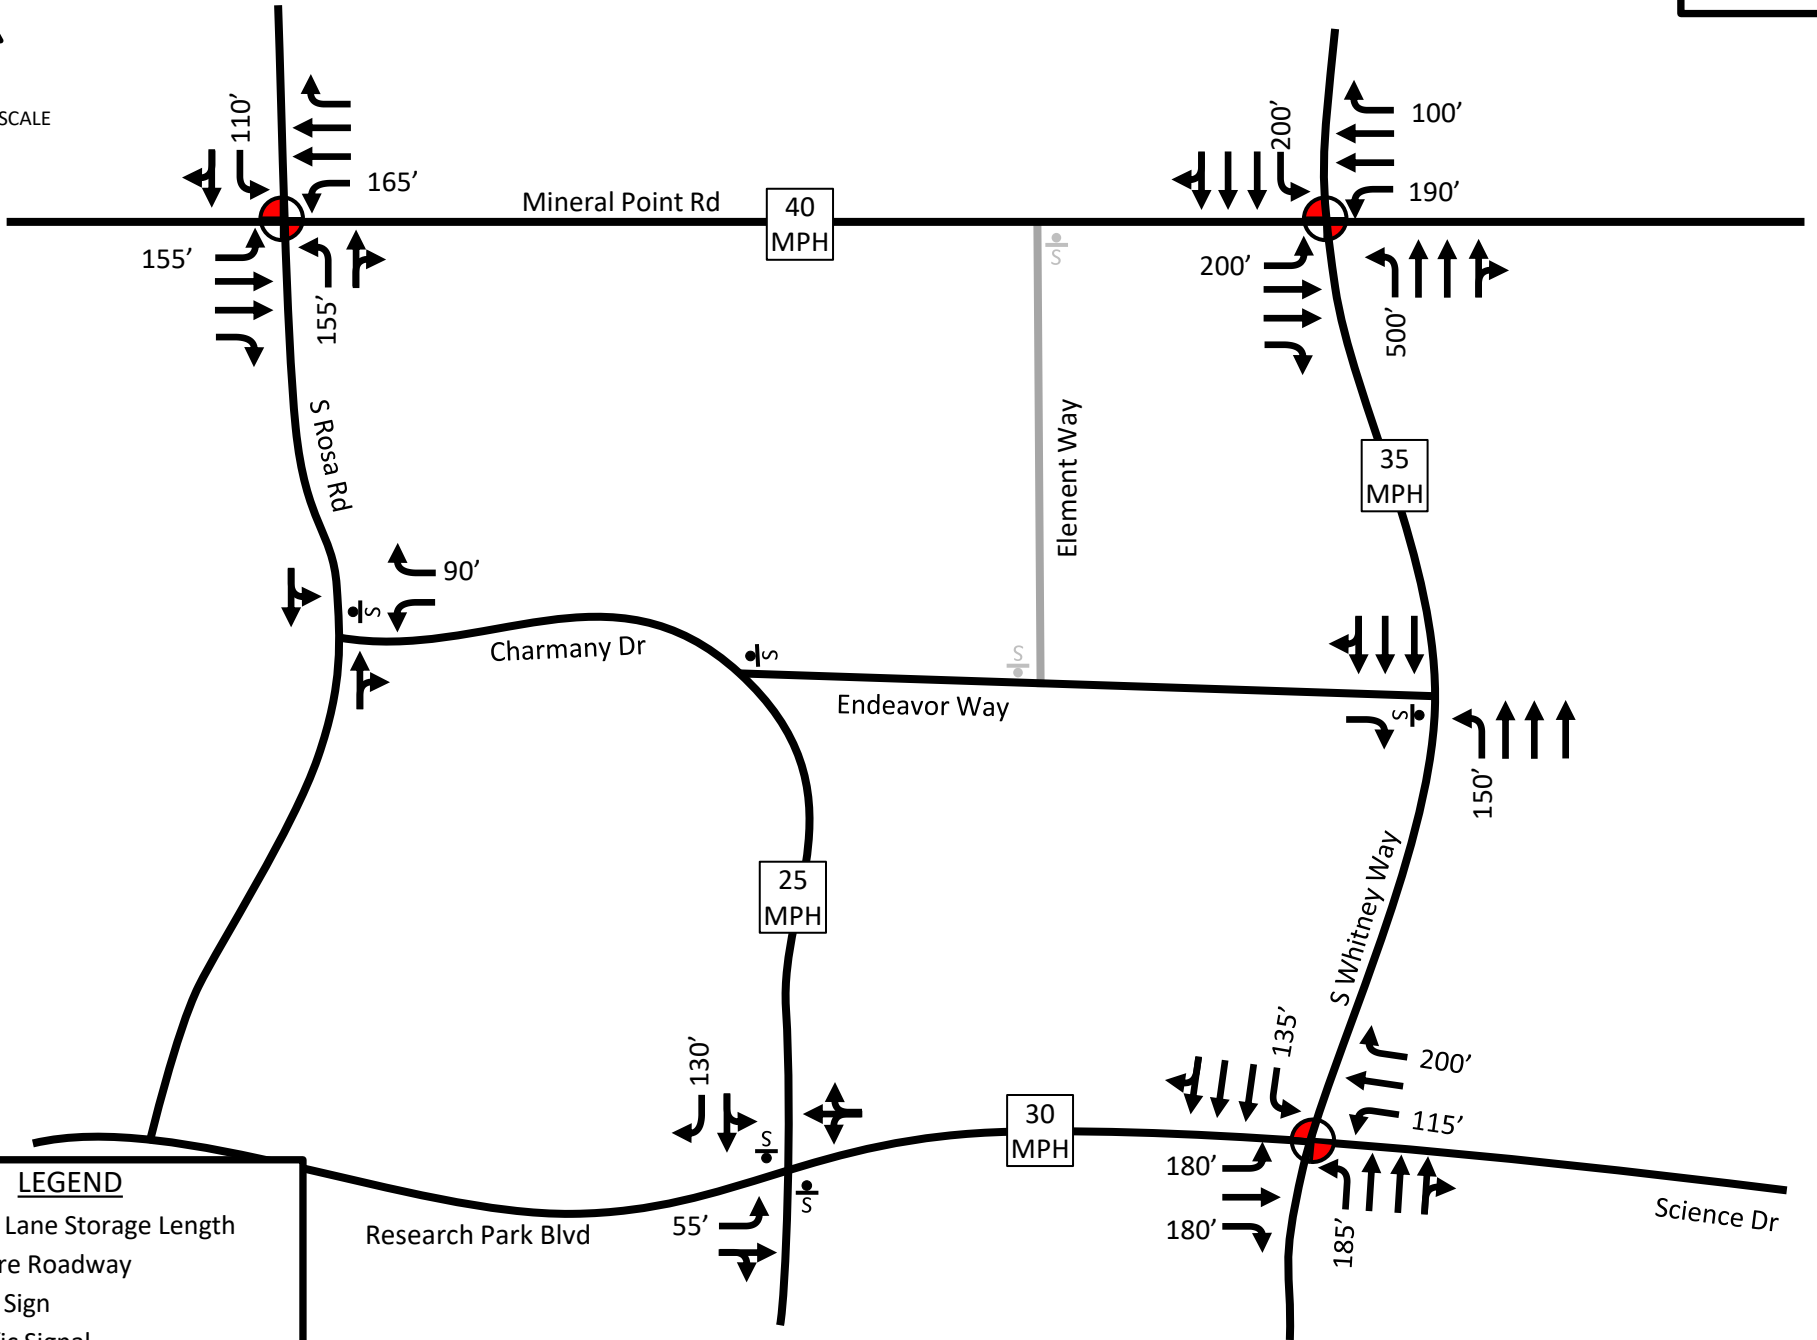 SCALE
110’
165’
155’
155’
Mineral Point Rd
40
MPH
200’
100’
190’
200’
500’
S
S Rosa Rd
Element Way
35
MPH
90’
S
Charmany Dr
S
S
Endeavor Way
S
150’
25
MPH
S Whitney Way
130’
S
S
55’
30
MPH
135’
200’
115’
180’
180’
185’
Science Dr
Research Park Blvd
LEGEND
Lane Storage Length
re Roadway
Sign